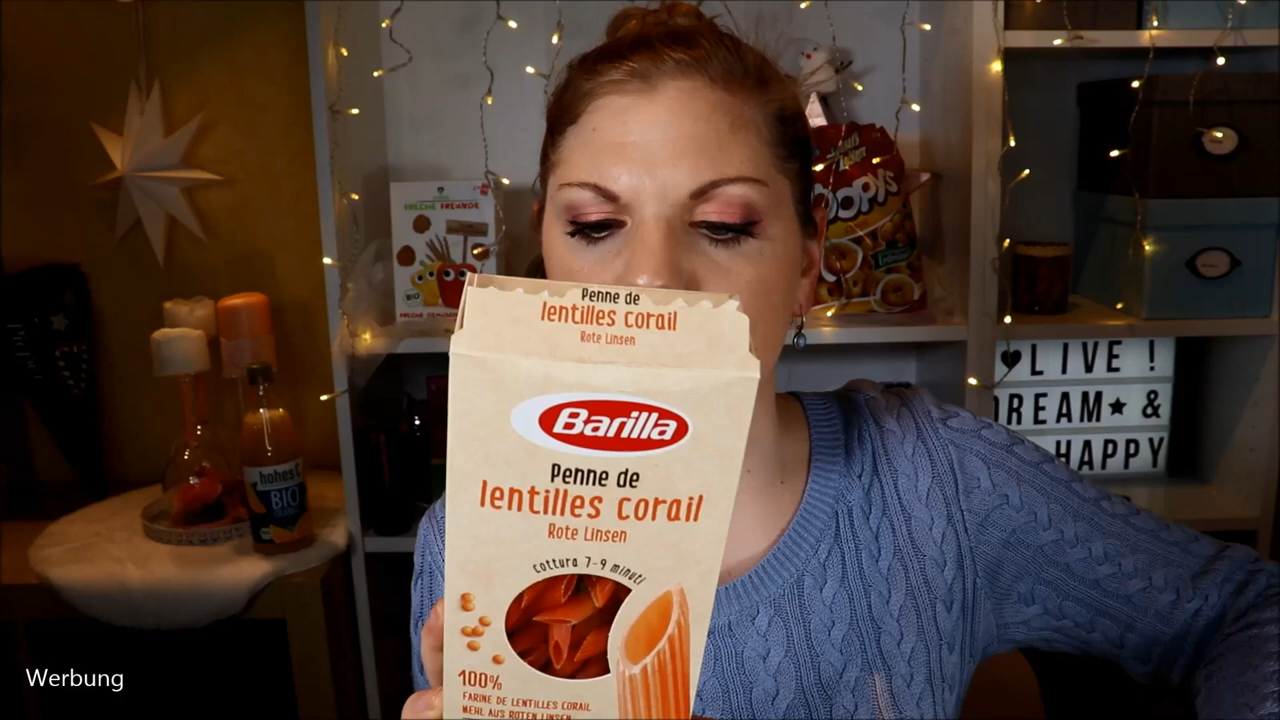 FRECHE FREUNDE
BIO
POOPYS
hohes C
BIO
LIVE !
DREAM ★ &
HAPPY
Penne de
lentilles corail
Rote Linsen
Barilla
Penne de
lentilles corail
Rote Linsen
cottura 7-9 minuti
100%
FARINE DE LENTILLES CORAIL
MEHL AUS ROTEN LINSEN
Werbung